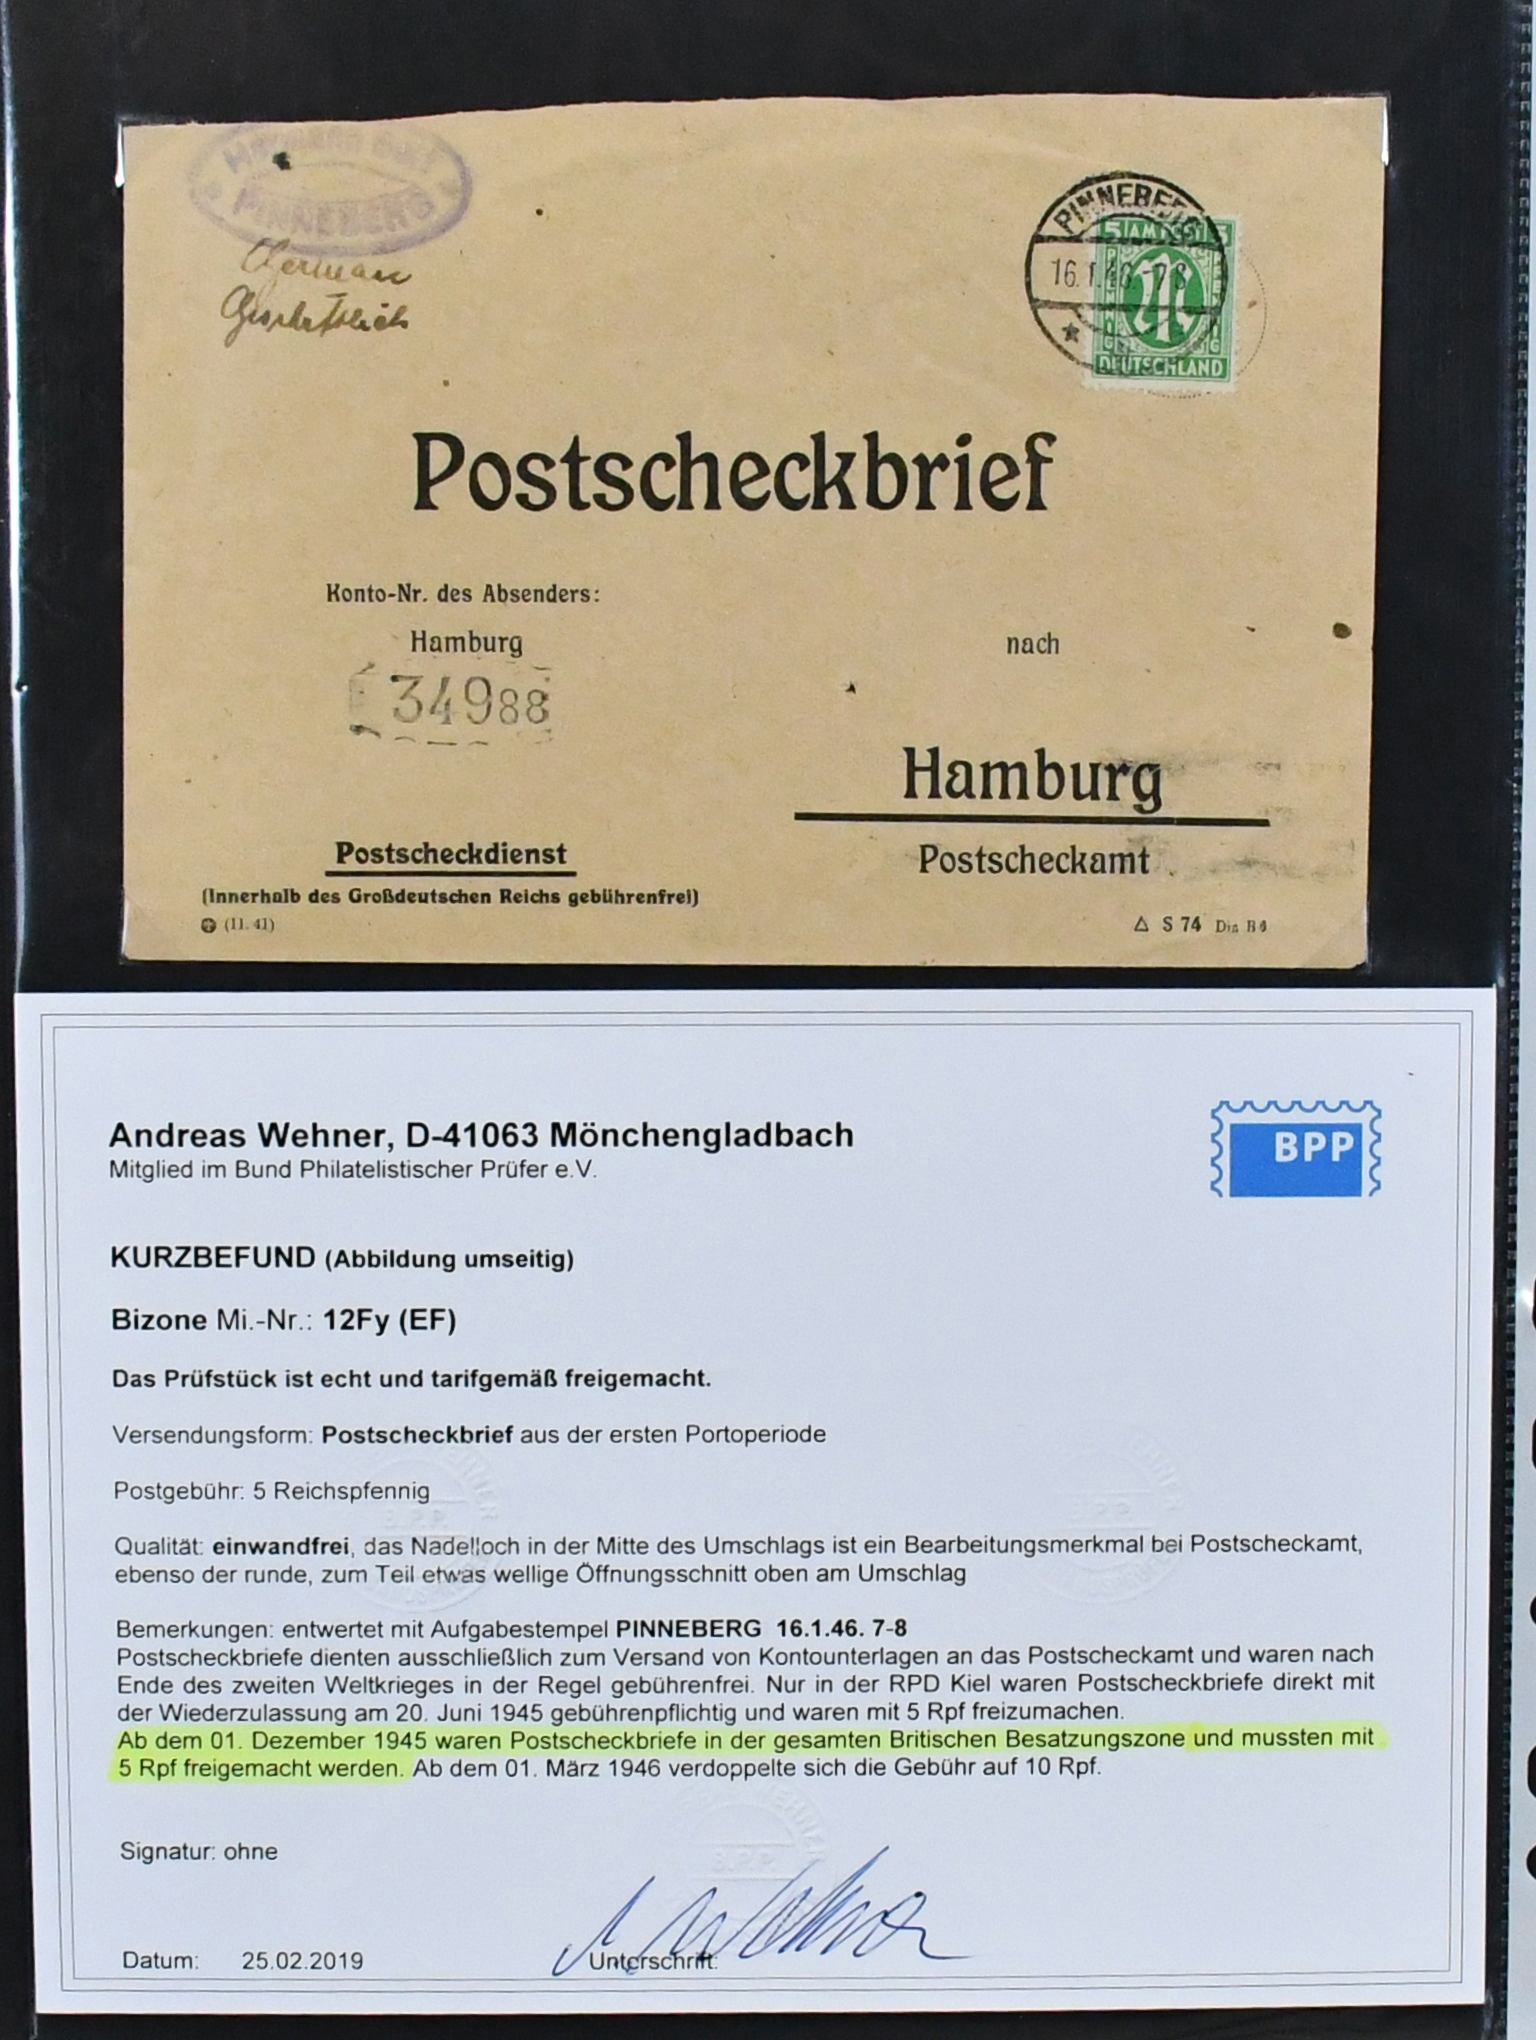 PINNEBERG
German
Geschäftlich
PINNEBERG
16.1.46.-78
5 AM POST 5
DEUTSCHLAND
Postscheckbrief
Konto-Nr. des Absenders:
Hamburg
34988
nach
Hamburg
Postscheckamt
Postscheckdienst
(Innerhalb des Großdeutschen Reichs gebührenfrei)
(11. 41)
△ S 74 Din B6
Andreas Wehner, D-41063 Mönchengladbach
Mitglied im Bund Philatelistischer Prüfer e.V.
BPP
KURZBEFUND (Abbildung umseitig)
Bizone Mi.-Nr.: 12Fy (EF)
Das Prüfstück ist echt und tarifgemäß freigemacht.
Versendungsform: Postscheckbrief aus der ersten Portoperiode
Postgebühr: 5 Reichspfennig
Qualität: einwandfrei, das Nadelloch in der Mitte des Umschlags ist ein Bearbeitungsmerkmal bei Postscheckamt,
ebenso der runde, zum Teil etwas wellige Öffnungsschnitt oben am Umschlag
Bemerkungen: entwertet mit Aufgabestempel PINNEBERG 16.1.46. 7-8
Postscheckbriefe dienten ausschließlich zum Versand von Kontounterlagen an das Postscheckamt und waren nach
Ende des zweiten Weltkrieges in der Regel gebührenfrei. Nur in der RPD Kiel waren Postscheckbriefe direkt mit
der Wiederzulassung am 20. Juni 1945 gebührenpflichtig und waren mit 5 Rpf freizumachen.
Ab dem 01. Dezember 1945 waren Postscheckbriefe in der gesamten Britischen Besatzungszone und mussten mit
5 Rpf freigemacht werden. Ab dem 01. März 1946 verdoppelte sich die Gebühr auf 10 Rpf.
Signatur: ohne
Datum: 25.02.2019 Unterschrift: